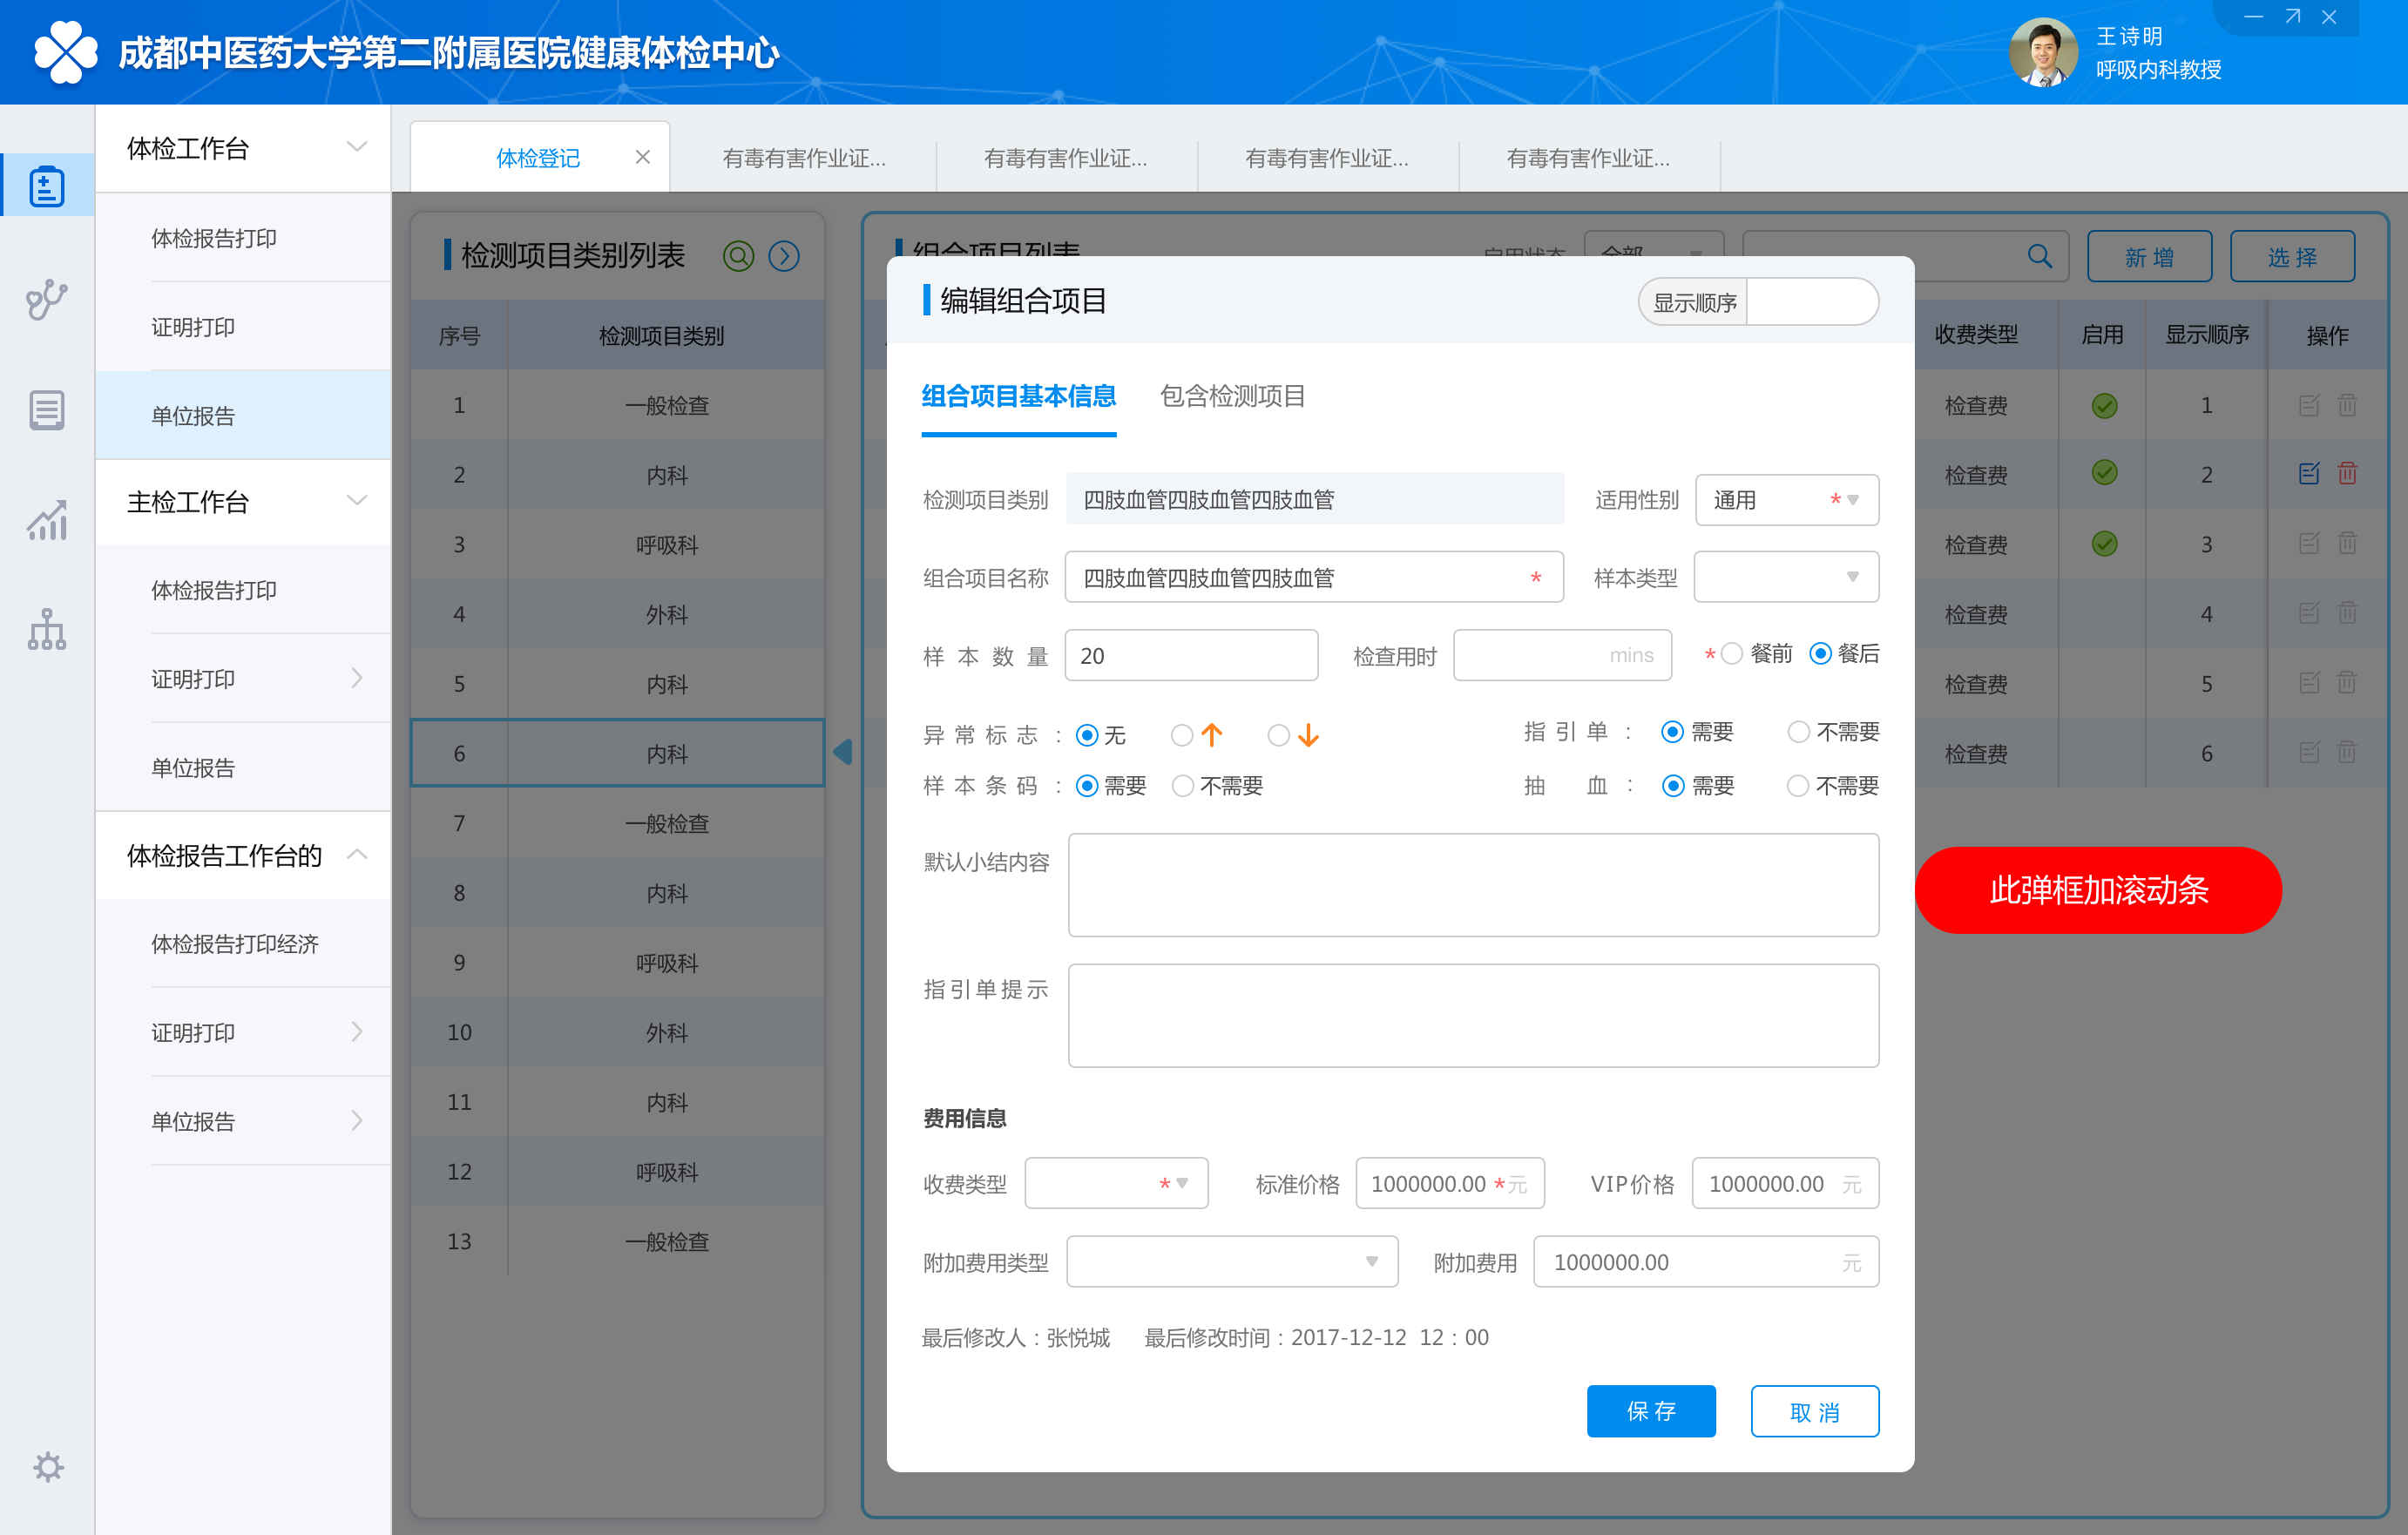 成都中医药大学第二附属医院健康体检中心
王诗明
呼吸内科教授
体检工作台
体检报告打印
证明打印
单位报告
主检工作台
体检报告打印
证明打印
单位报告
体检报告工作台的
体检报告打印经济
证明打印
单位报告
体检登记
有毒有害作业证...
有毒有害作业证...
有毒有害作业证...
有毒有害作业证...
检测项目类别列表
序号 检测项目类别
1 一般检查
2 内科
3 呼吸科
4 外科
5 内科
6 内科
7 一般检查
8 内科
9 呼吸科
10 外科
11 内科
12 呼吸科
13 一般检查
组合项目列表
启用状态 全部
新增
选择
收费类型 启用 显示顺序 操作
检查费 1
检查费 2
检查费 3
检查费 4
检查费 5
检查费 6
编辑组合项目
显示顺序
组合项目基本信息 包含检测项目
检测项目类别 四肢血管四肢血管四肢血管 适用性别 通用 *
组合项目名称 四肢血管四肢血管四肢血管 * 样本类型
样本数量 20 检查用时 mins * 餐前 餐后
异常标志: 无 指引单: 需要 不需要
样本条码: 需要 不需要 抽血: 需要 不需要
默认小结内容
指引单提示
费用信息
收费类型 * 标准价格 1000000.00 * 元 VIP价格 1000000.00 元
附加费用类型 附加费用 1000000.00 元
最后修改人：张悦城 最后修改时间：2017-12-12 12：00
保存 取消
此弹框加滚动条